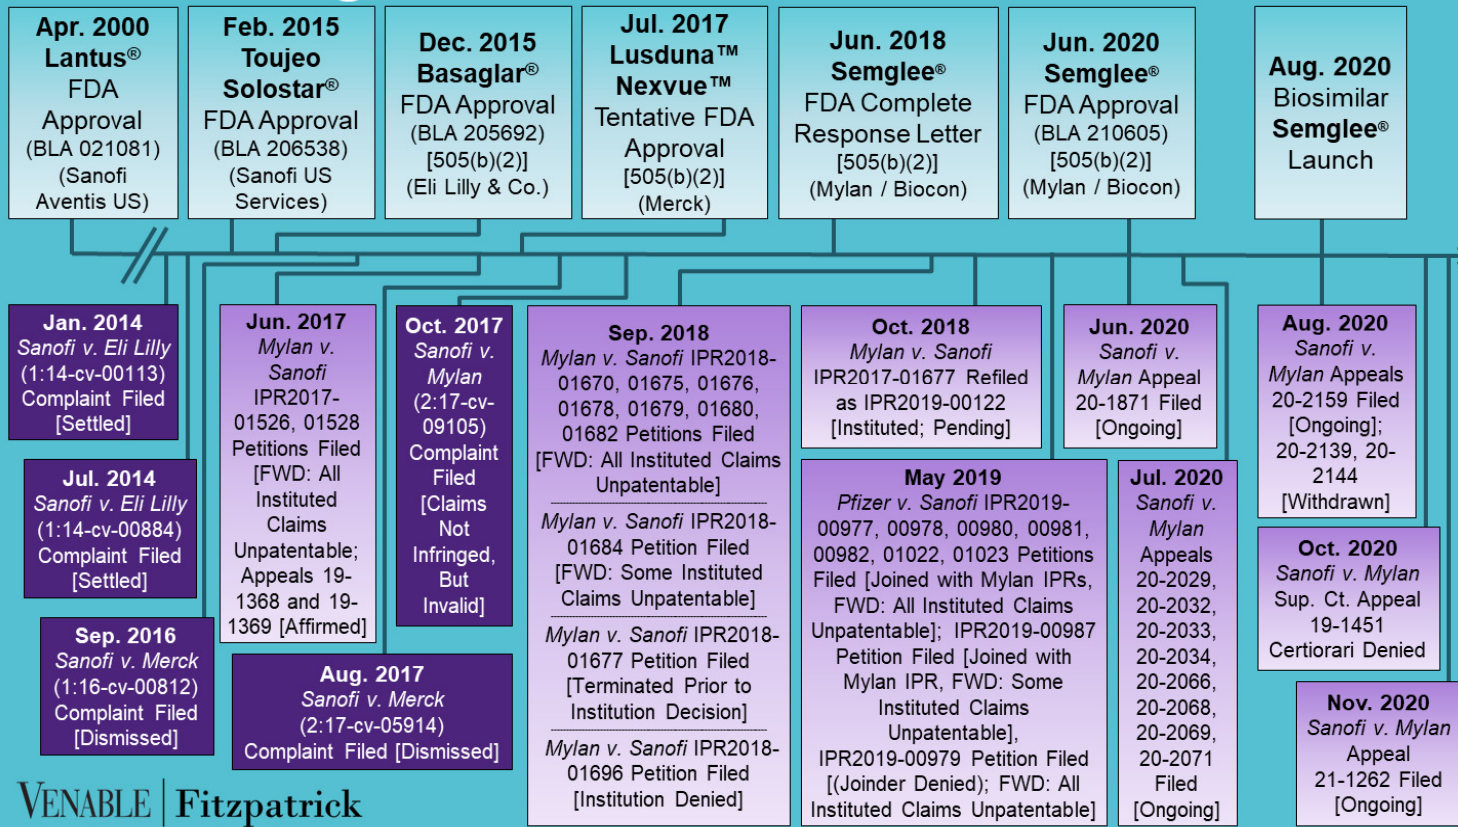 Apr. 2000
Lantus®
FDA
Approval
(BLA 021081)
(Sanofi
Aventis US)
Feb. 2015
Toujeo
Solostar®
FDA Approval
(BLA 206538)
(Sanofi US
Services)
Dec. 2015
Basaglar®
FDA Approval
(BLA 205692)
[505(b)(2)]
(Eli Lilly & Co.)
Jul. 2017
Lusduna™
Nexvue™
Tentative FDA
Approval
[505(b)(2)]
(Merck)
Jun. 2018
Semglee®
FDA Complete
Response Letter
[505(b)(2)]
(Mylan / Biocon)
Jun. 2020
Semglee®
FDA Approval
(BLA 210605)
[505(b)(2)]
(Mylan / Biocon)
Aug. 2020
Biosimilar
Semglee®
Launch
Jan. 2014
Sanofi v. Eli Lilly
(1:14-cv-00113)
Complaint Filed
[Settled]
Jul. 2014
Sanofi v. Eli Lilly
(1:14-cv-00884)
Complaint Filed
[Settled]
Sep. 2016
Sanofi v. Merck
(1:16-cv-00812)
Complaint Filed
[Dismissed]
Jun. 2017
Mylan v.
Sanofi
IPR2017-
01526, 01528
Petitions Filed
[FWD: All
Instituted
Claims
Unpatentable;
Appeals 19-
1368 and 19-
1369 [Affirmed]
Aug. 2017
Sanofi v. Merck
(2:17-cv-05914)
Complaint Filed [Dismissed]
Oct. 2017
Sanofi v.
Mylan
(2:17-cv-
09105)
Complaint
Filed
[Claims
Not
Infringed,
But
Invalid]
Sep. 2018
Mylan v. Sanofi IPR2018-
01670, 01675, 01676,
01678, 01679, 01680,
01682 Petitions Filed
[FWD: All Instituted Claims
Unpatentable]
Mylan v. Sanofi IPR2018-
01684 Petition Filed
[FWD: Some Instituted
Claims Unpatentable]
Mylan v. Sanofi IPR2018-
01677 Petition Filed
[Terminated Prior to
Institution Decision]
Mylan v. Sanofi IPR2018-
01696 Petition Filed
[Institution Denied]
Oct. 2018
Mylan v. Sanofi
IPR2017-01677 Refiled
as IPR2019-00122
[Instituted; Pending]
May 2019
Pfizer v. Sanofi IPR2019-
00977, 00978, 00980, 00981,
00982, 01022, 01023 Petitions
Filed [Joined with Mylan IPRs,
FWD: All Instituted Claims
Unpatentable]; IPR2019-00987
Petition Filed [Joined with
Mylan IPR, FWD: Some
Instituted Claims
Unpatentable],
IPR2019-00979 Petition Filed
[(Joinder Denied); FWD: All
Instituted Claims Unpatentable]
Jun. 2020
Sanofi v.
Mylan Appeal
20-1871 Filed
[Ongoing]
Jul. 2020
Sanofi v.
Mylan
Appeals
20-2029,
20-2032,
20-2033,
20-2034,
20-2066,
20-2068,
20-2069,
20-2071
Filed
[Ongoing]
Aug. 2020
Sanofi v.
Mylan Appeals
20-2159 Filed
[Ongoing];
20-2139, 20-
2144
[Withdrawn]
Oct. 2020
Sanofi v. Mylan
Sup. Ct. Appeal
19-1451
Certiorari Denied
Nov. 2020
Sanofi v. Mylan
Appeal
21-1262 Filed
[Ongoing]
VENABLE | Fitzpatrick